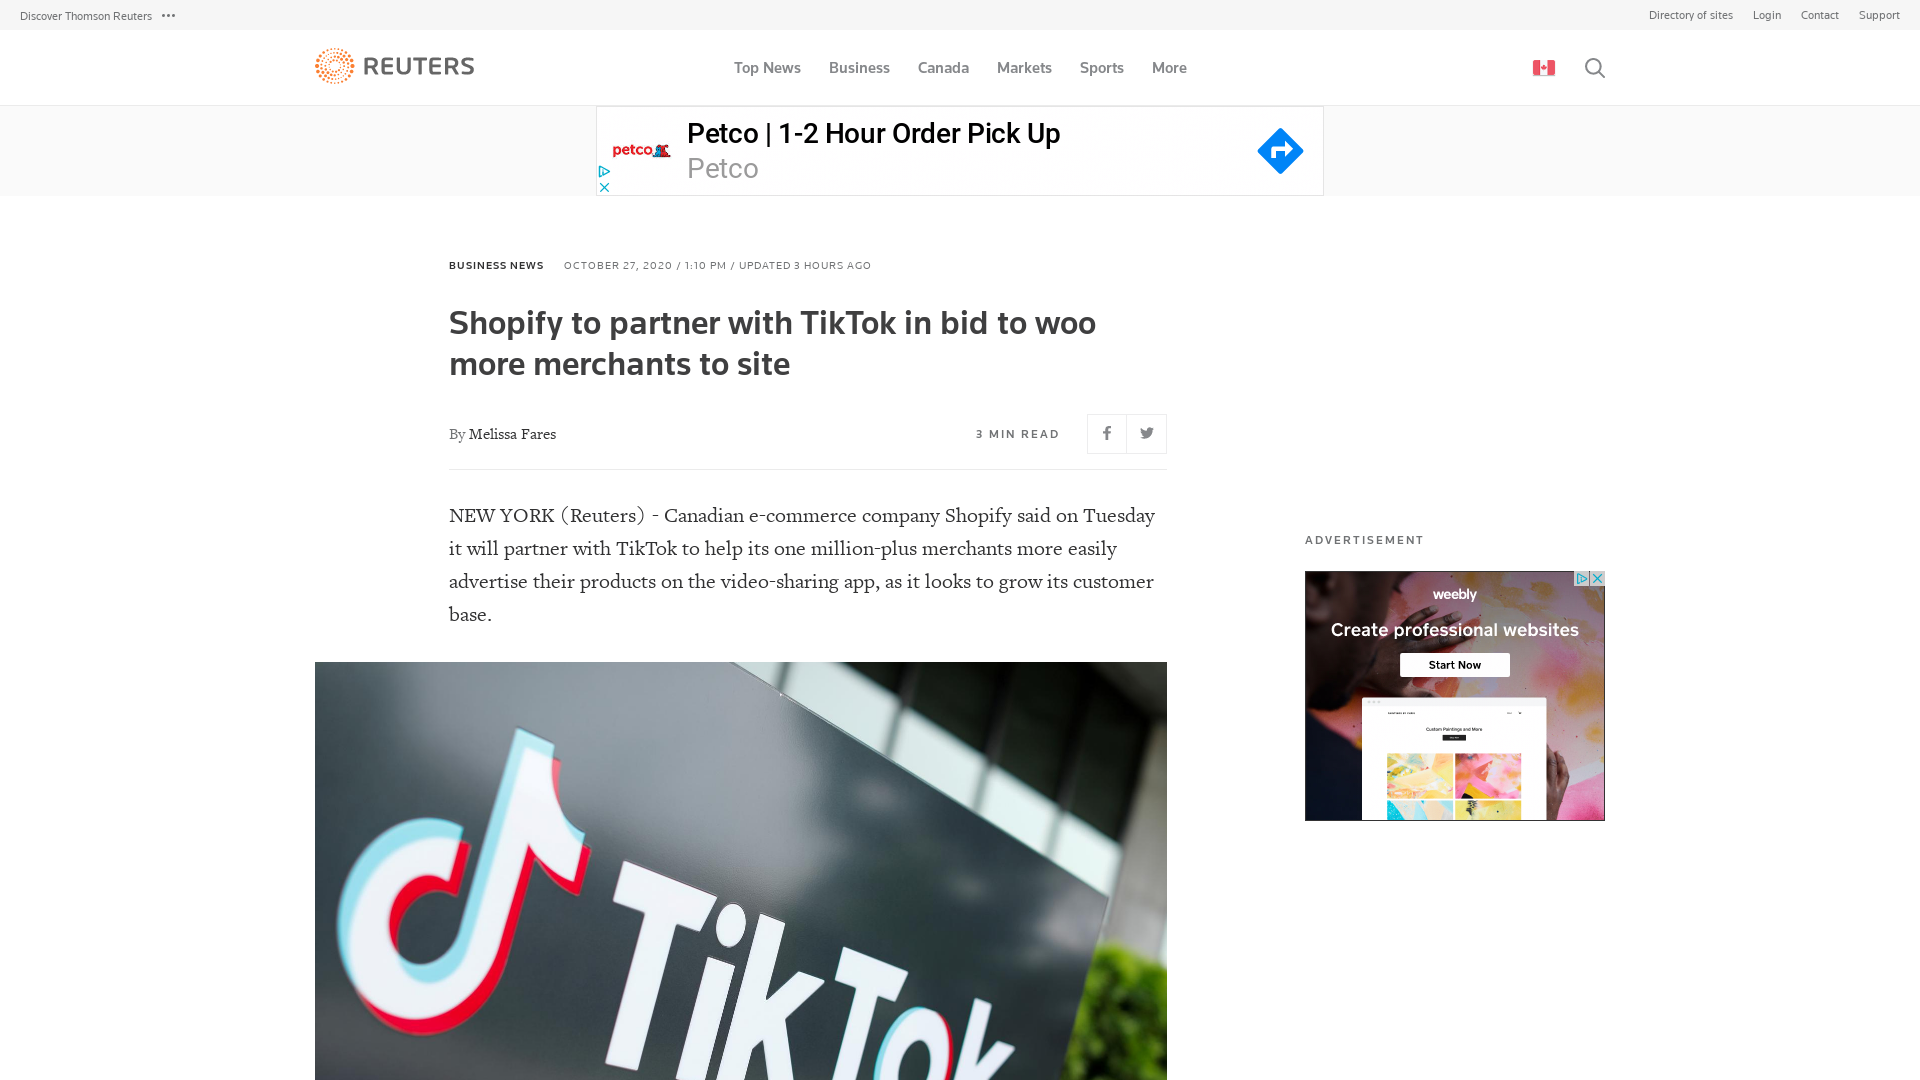 Discover Thomson Reuters
Directory of sites Login Contact Support
REUTERS
Top News Business Canada Markets Sports More
petco
Petco | 1-2 Hour Order Pick Up
Petco
BUSINESS NEWS OCTOBER 27, 2020 / 1:10 PM / UPDATED 3 HOURS AGO
Shopify to partner with TikTok in bid to woo
more merchants to site
By Melissa Fares
3 MIN READ
NEW YORK (Reuters) - Canadian e-commerce company Shopify said on Tuesday
it will partner with TikTok to help its one million-plus merchants more easily
advertise their products on the video-sharing app, as it looks to grow its customer
base.
ADVERTISEMENT
weebly
Create professional websites
Start Now
Custom Paintings and More
TikTok